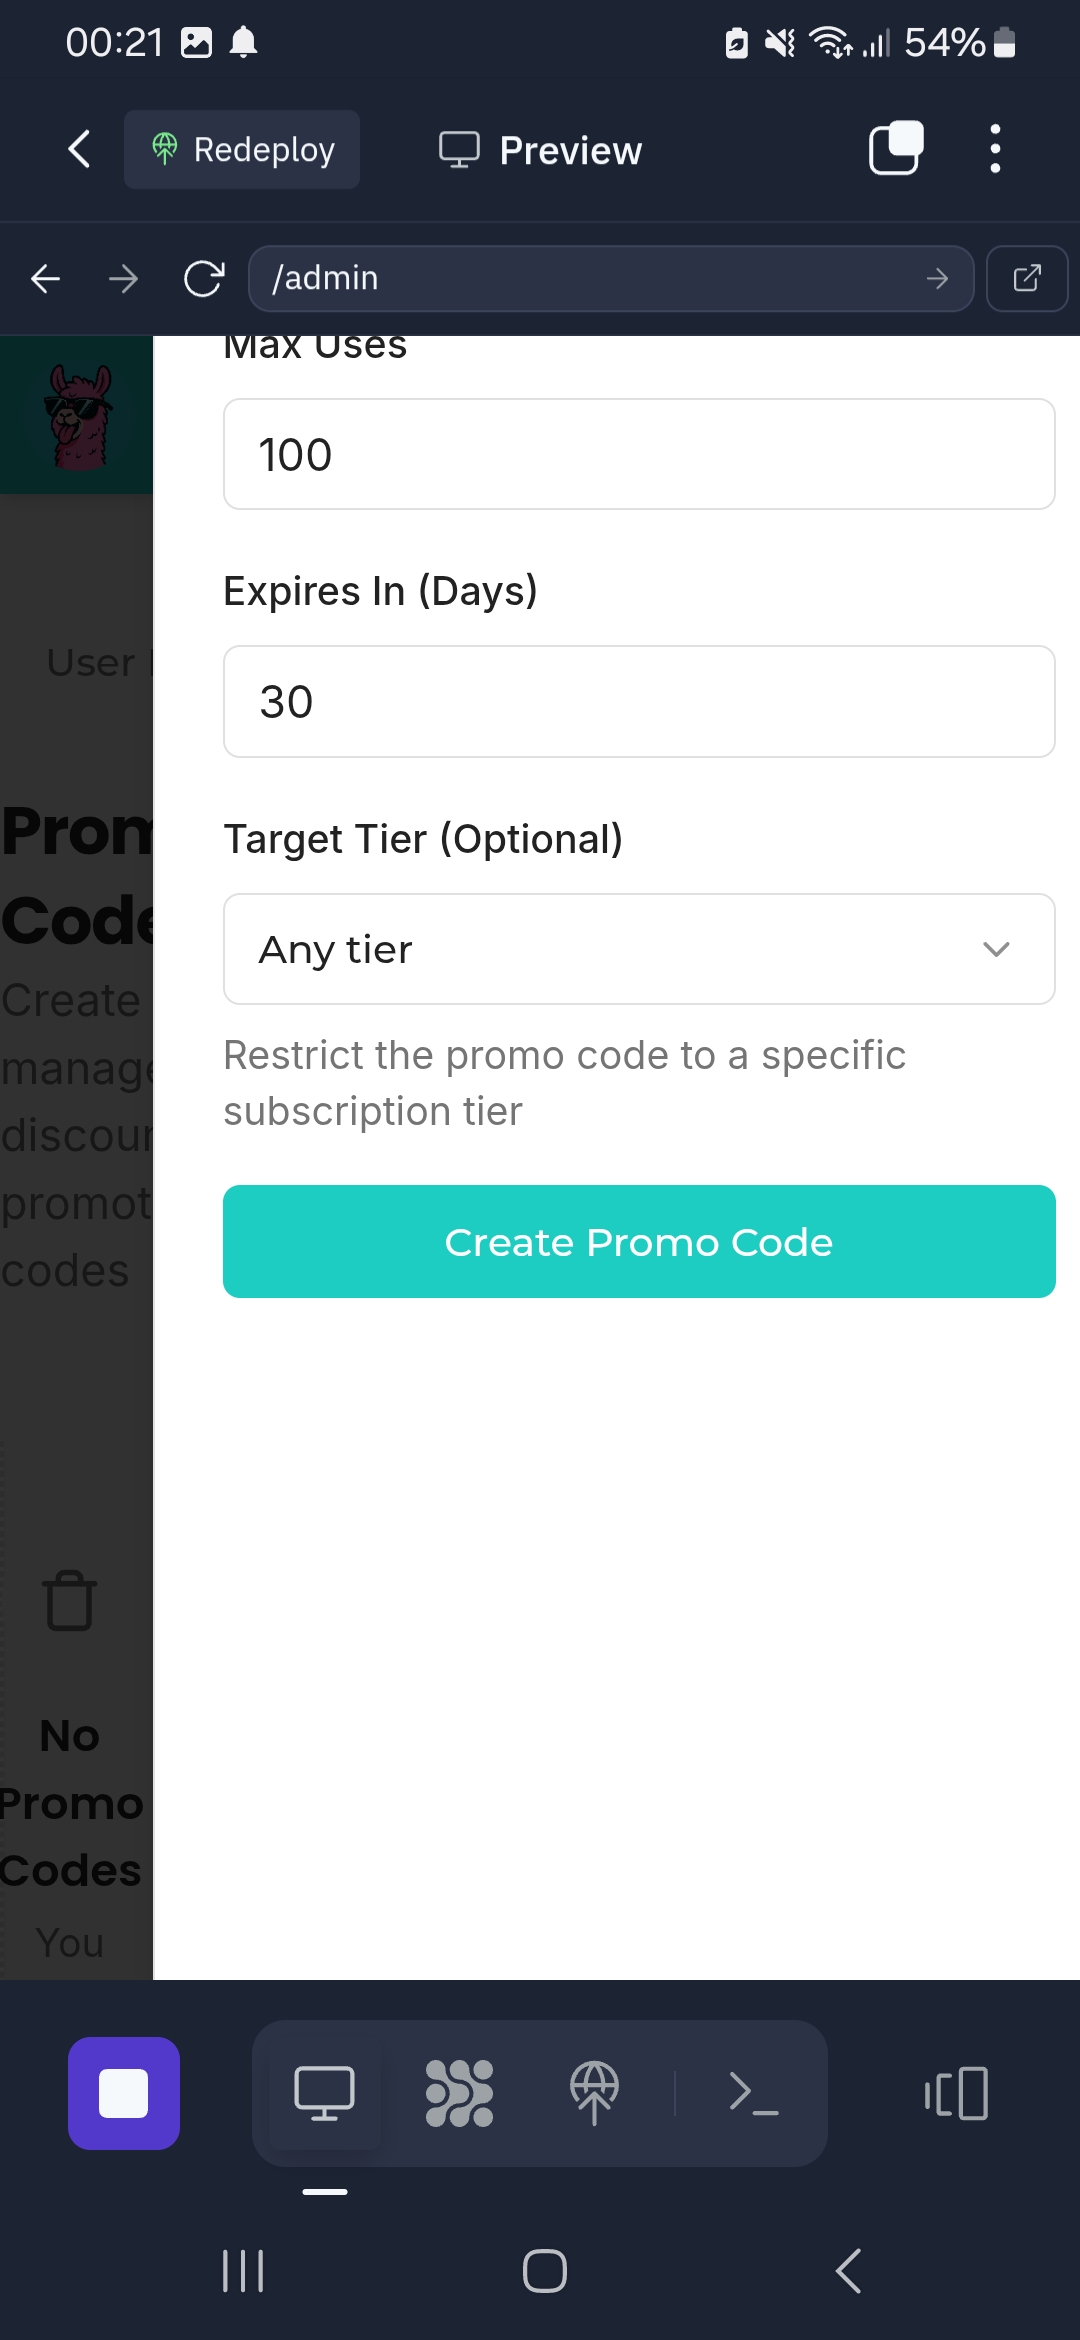 00:21
54%
Redeploy
Preview
/admin
Max Uses
100
Expires In (Days)
30
User
Target Tier (Optional)
Any tier
Restrict the promo code to a specific
subscription tier
Create Promo Code
Prom
Code
Create
manage
discoun
promot
codes
No
Promo
Codes
You